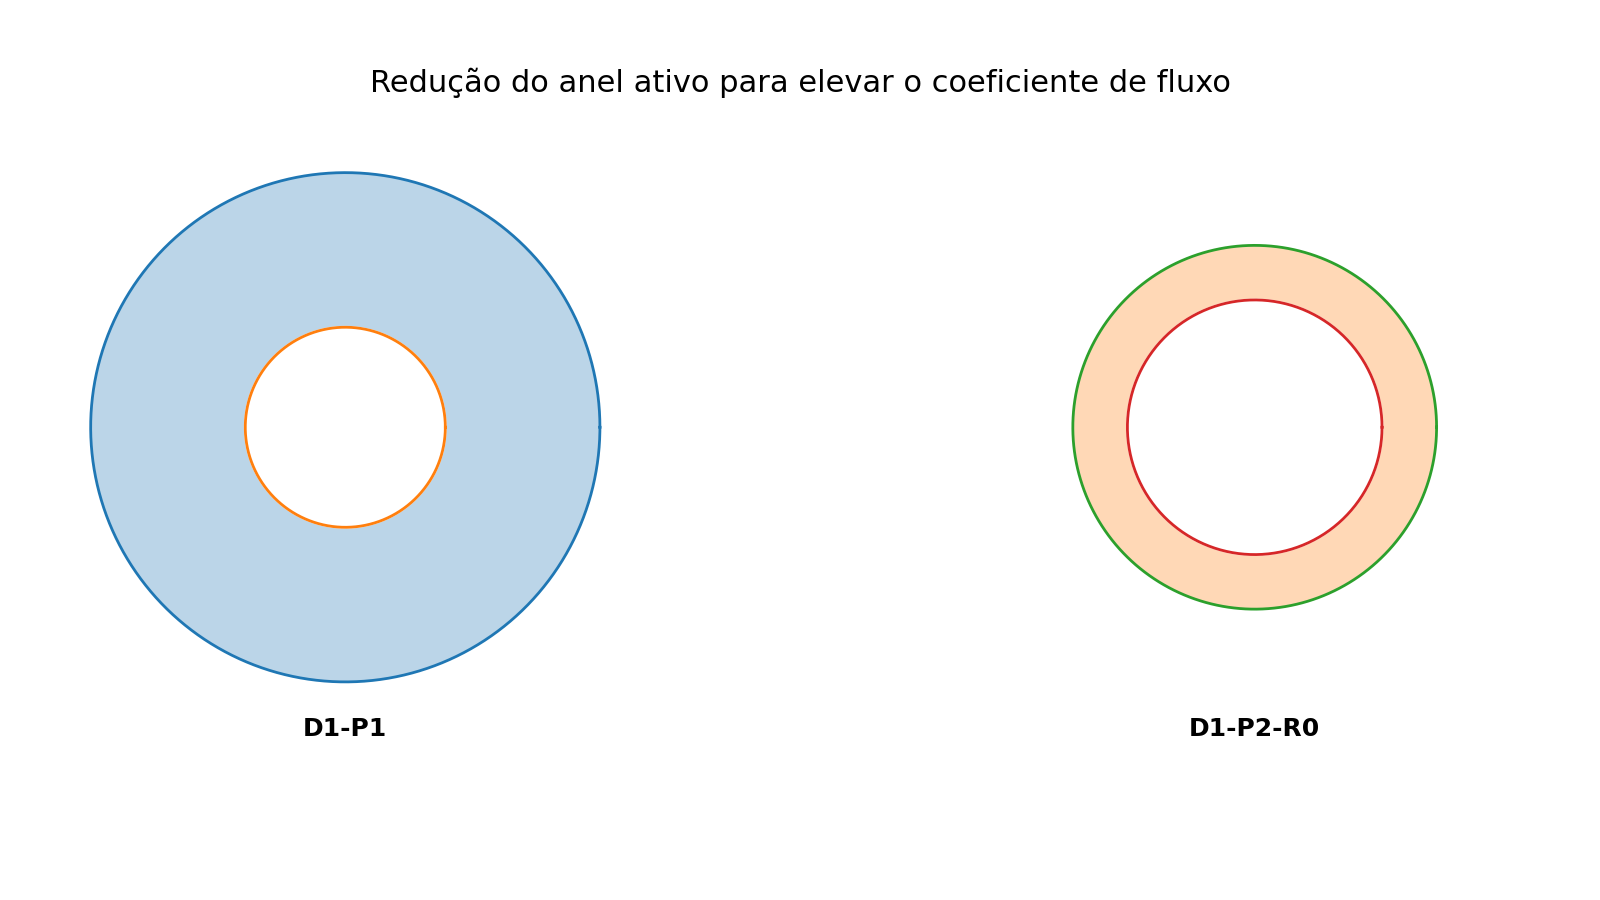 Redução do anel ativo para elevar o coeficiente de fluxo
D1-P1
D1-P2-R0